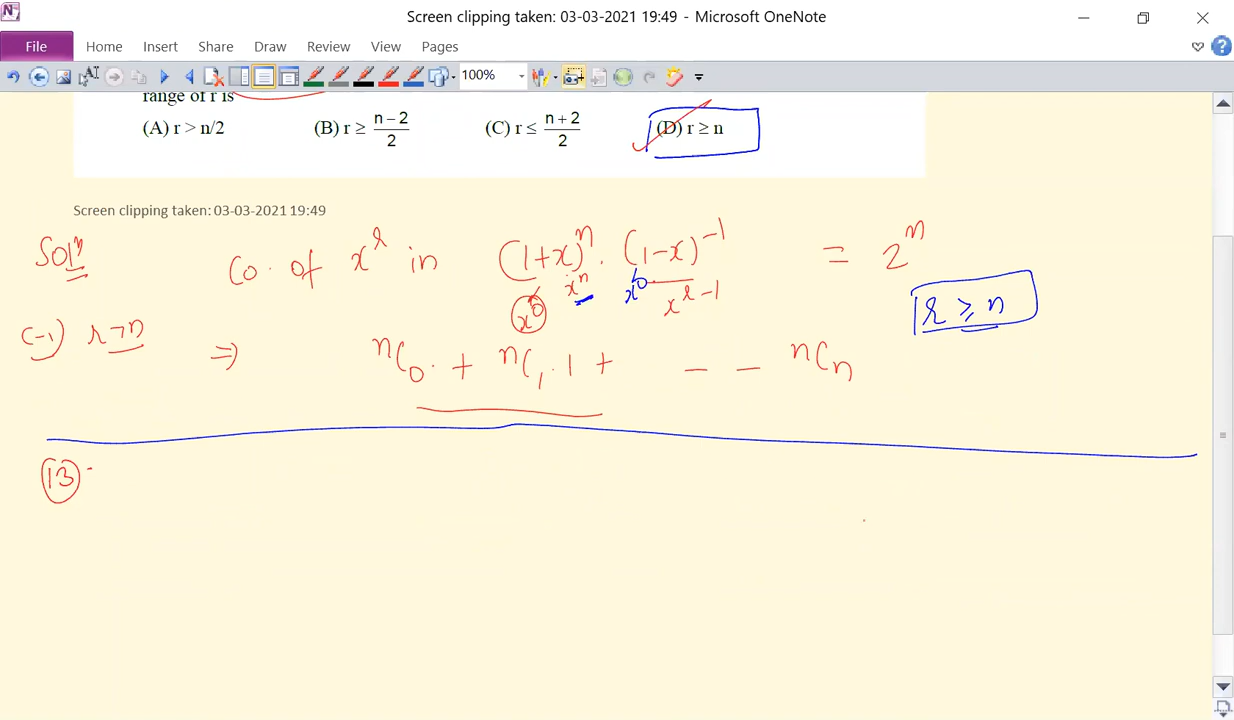 Screen clipping taken: 03-03-2021 19:49 - Microsoft OneNote
File Home Insert Share Draw Review View Pages
100%
range of r is
(A) r > n/2 (B) r ≥ (n – 2)/2 (C) r ≤ (n + 2)/2 (D) r ≥ n
Screen clipping taken: 03-03-2021 19:49
Solⁿ Co. of x^r in (1+x)^n . (1-x)^-1 = 2^n
x^0 x^n x^0 x^r-1 r ≥ n
C-1) r > n
⇒ nC0 . + nC1 . 1 + _ _ nCn
13